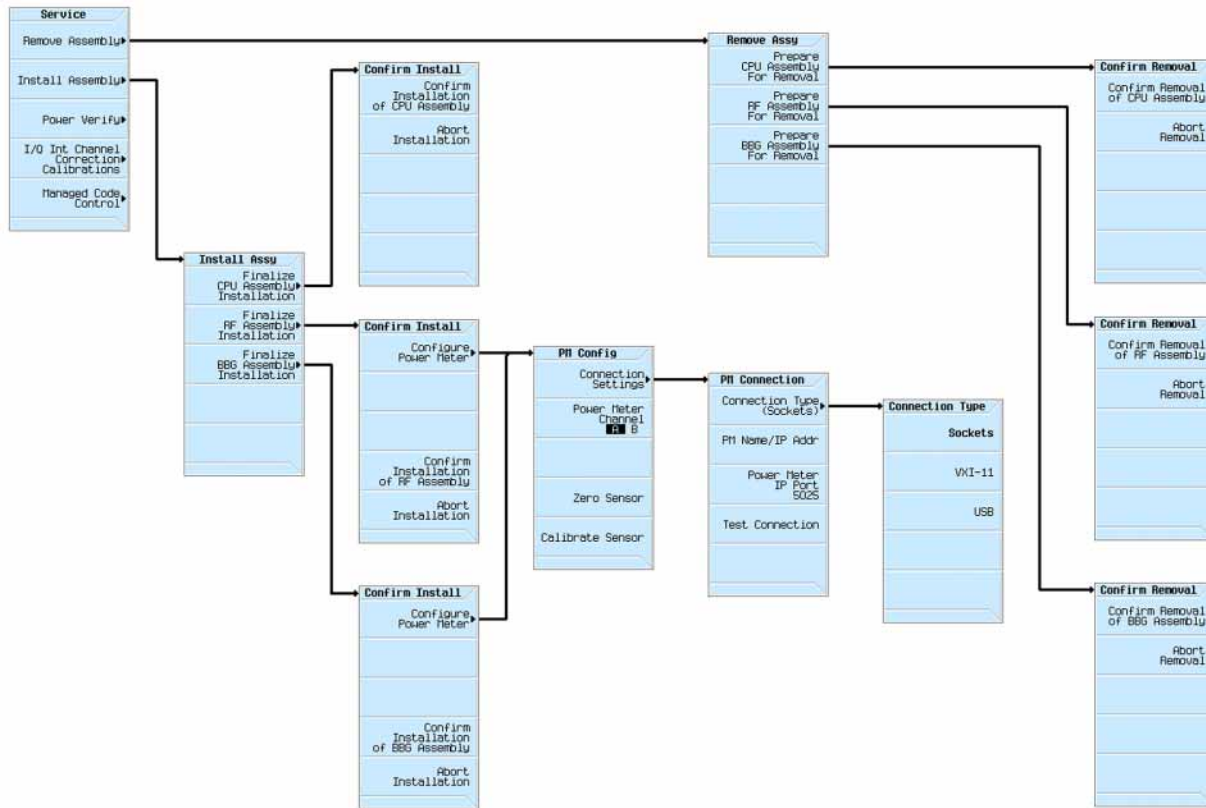 Service
Remove Assembly
Install Assembly
Power Verify
I/Q Int Channel
Correction
Calibrations
Managed Code
Control
Install Assy
Finalize
CPU Assembly
Installation
Finalize
RF Assembly
Installation
Finalize
BBG Assembly
Installation
Confirm Install
Confirm
Installation
of CPU Assembly
Abort
Installation
Confirm Install
Configure
Power Meter
Confirm
Installation
of RF Assembly
Abort
Installation
Confirm Install
Configure
Power Meter
Confirm
Installation
of BBG Assembly
Abort
Installation
PM Config
Connection
Settings
Power Meter
Channel
A B
Zero Sensor
Calibrate Sensor
Remove Assy
Prepare
CPU Assembly
For Removal
Prepare
RF Assembly
For Removal
Prepare
BBG Assembly
For Removal
PM Connection
Connection Type
(Sockets)
PM Name/IP Addr
Power Meter
IP Port
5025
Test Connection
Connection Type
Sockets
VXI-11
USB
Confirm Removal
Confirm Removal
of CPU Assembly
Abort
Removal
Confirm Removal
Confirm Removal
of RF Assembly
Abort
Removal
Confirm Removal
Confirm Removal
of BBG Assembly
Abort
Removal